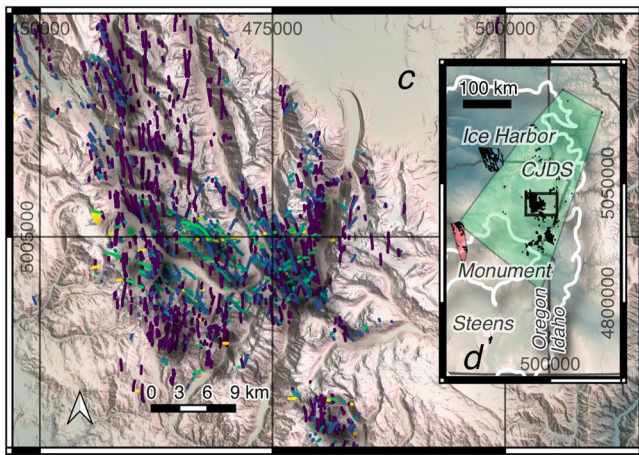 450000
475000
500000
c
100 km
Ice Harbor
CJDS
5050000
5005000
Monument
4800000
Steens
Oregon
Idaho
0 3 6 9 km
d
500000